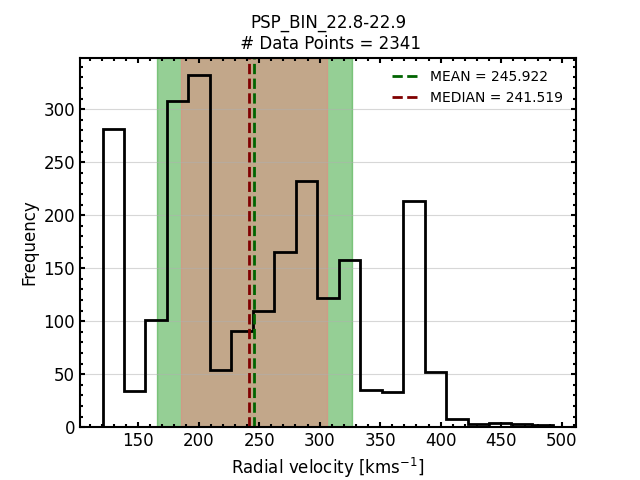 PSP_BIN_22.8-22.9
# Data Points = 2341
MEAN = 245.922
MEDIAN = 241.519
Frequency
300
250
200
150
100
50
0
150 200 250 300 350 400 450 500
Radial velocity [kms⁻¹]